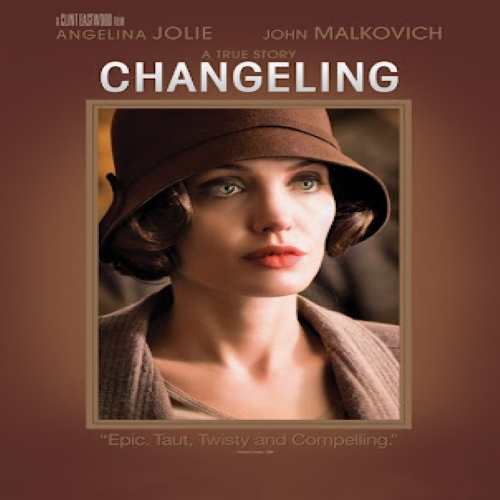 A CLINT EASTWOOD FILM
ANGELINA JOLIE JOHN MALKOVICH
A TRUE STORY
CHANGELING
“Epic. Taut, Twisty and Compelling.”